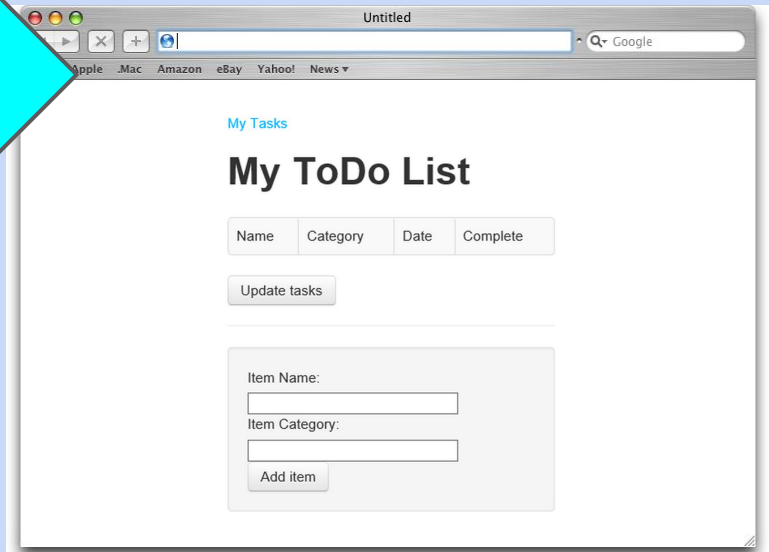 Untitled
Google
Apple .Mac Amazon eBay Yahoo! News
My Tasks
My ToDo List
Name Category Date Complete
Update tasks
Item Name:
Item Category:
Add item